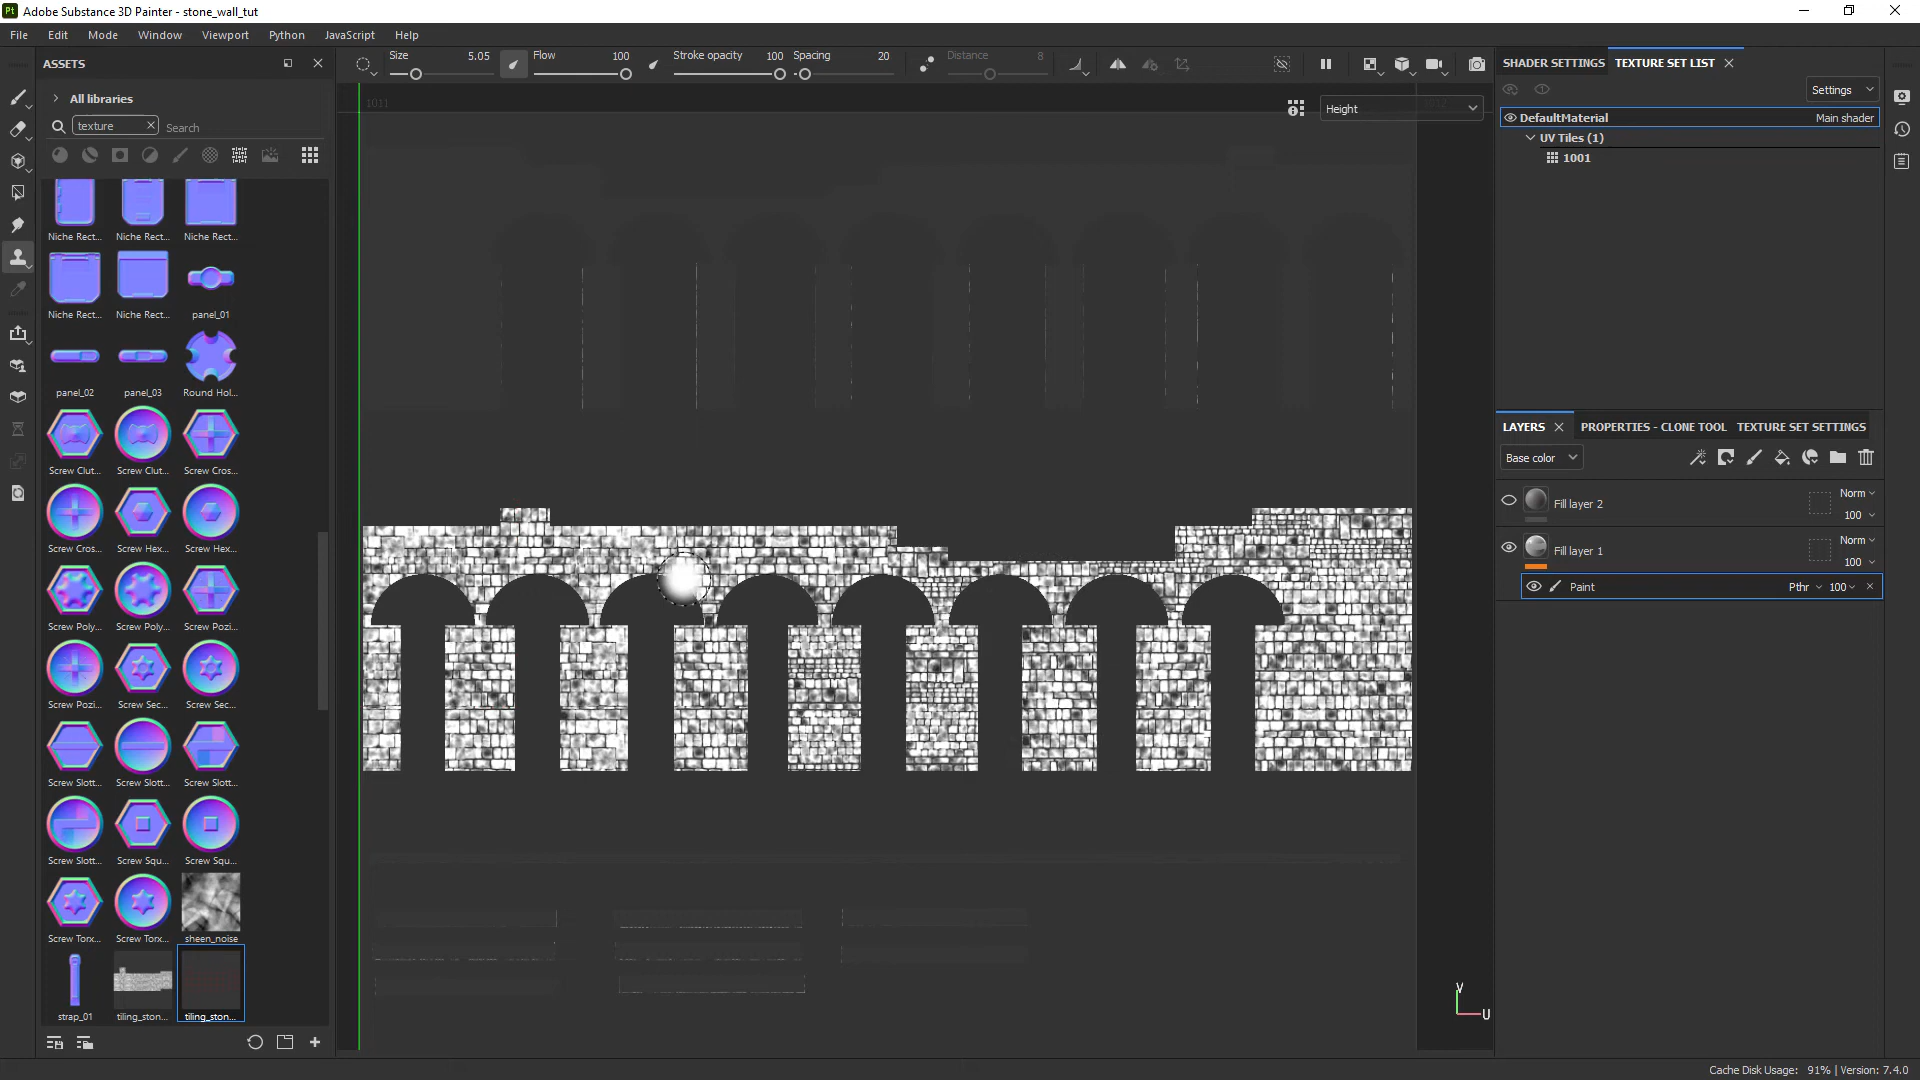 Adobe Substance 3D Painter - stone_wall_tut
File Edit Mode Window Viewport Python JavaScript Help
ASSETS
Size 5.05 Flow 100 Stroke opacity 100 Spacing 20 Distance 8
SHADER SETTINGS TEXTURE SET LIST
Settings
All libraries
texture Search
1011
Height
DefaultMaterial Main shader
UV Tiles (1)
1001
Niche Rect... Niche Rect... Niche Rect...
Niche Rect... Niche Rect... panel_01
panel_02 panel_03 Round Hol...
Screw Clut... Screw Clut... Screw Cros...
Screw Cros... Screw Hex... Screw Hex...
Screw Poly... Screw Poly... Screw Pozi...
Screw Pozi... Screw Sec... Screw Sec...
Screw Slott... Screw Slott... Screw Slott...
Screw Slott... Screw Squ... Screw Squ...
Screw Torx... Screw Torx... sheen_noise
strap_01 tiling_ston... tiling_ston...
LAYERS PROPERTIES - CLONE TOOL TEXTURE SET SETTINGS
Base color
Fill layer 2 Norm
100
Fill layer 1 Norm
100
Paint Pthr 100
V
U
Cache Disk Usage: 91% | Version: 7.4.0